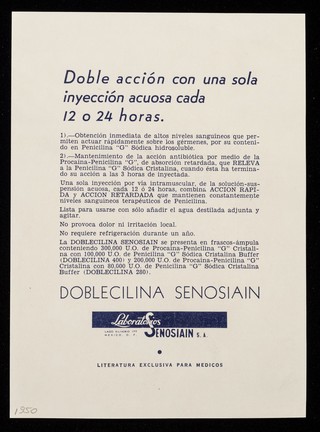 Doble acción con una sola
inyección acuosa cada
12 o 24 horas.
1).—Obtención inmediata de altos niveles sanguíneos que per-
miten actuar rápidamente sobre los gérmenes, por su conteni-
do en Penicilina "G" Sódica hidrosoluble.
2).—Mantenimiento de la acción antibiótica por medio de la
Procaína-Penicilina "G", de absorción retardada, que RELEVA
a la Penicilina "G" Sódica Cristalina, cuando ésta ha termina-
do su acción a las 3 horas de inyectada.
Una sola inyección por vía intramuscular, de la solución-sus-
pensión acuosa, cada 12 ó 24 horas, combina ACCION RAPI-
DA y ACCION RETARDADA que mantienen constantemente
niveles sanguíneos terapéuticos de Penicilina.
Lista para usarse con sólo añadir el agua destilada adjunta y
agitar.
No provoca dolor ni irritación local.
No requiere refrigeración durante un año.
La DOBLECILINA SENOSIAIN se presenta en frascos-ámpula
conteniendo 300,000 U.O. de Procaína-Penicilina "G" Cristali-
na con 100,000 U.O. de Penicilina "G" Sódica Cristalina Buffer
(DOBLECILINA 400) y 200,000 U.O. de Procaína-Penicilina "G"
Cristalina con 80,000 U.O. de Penicilina "G" Sódica Cristalina
Buffer (DOBLECILINA 280).
DOBLECILINA SENOSIAIN
Laboratorios
MEXICO, D. F.
SENOSIAIN S. A.
LITERATURA EXCLUSIVA PARA MEDICOS
1950